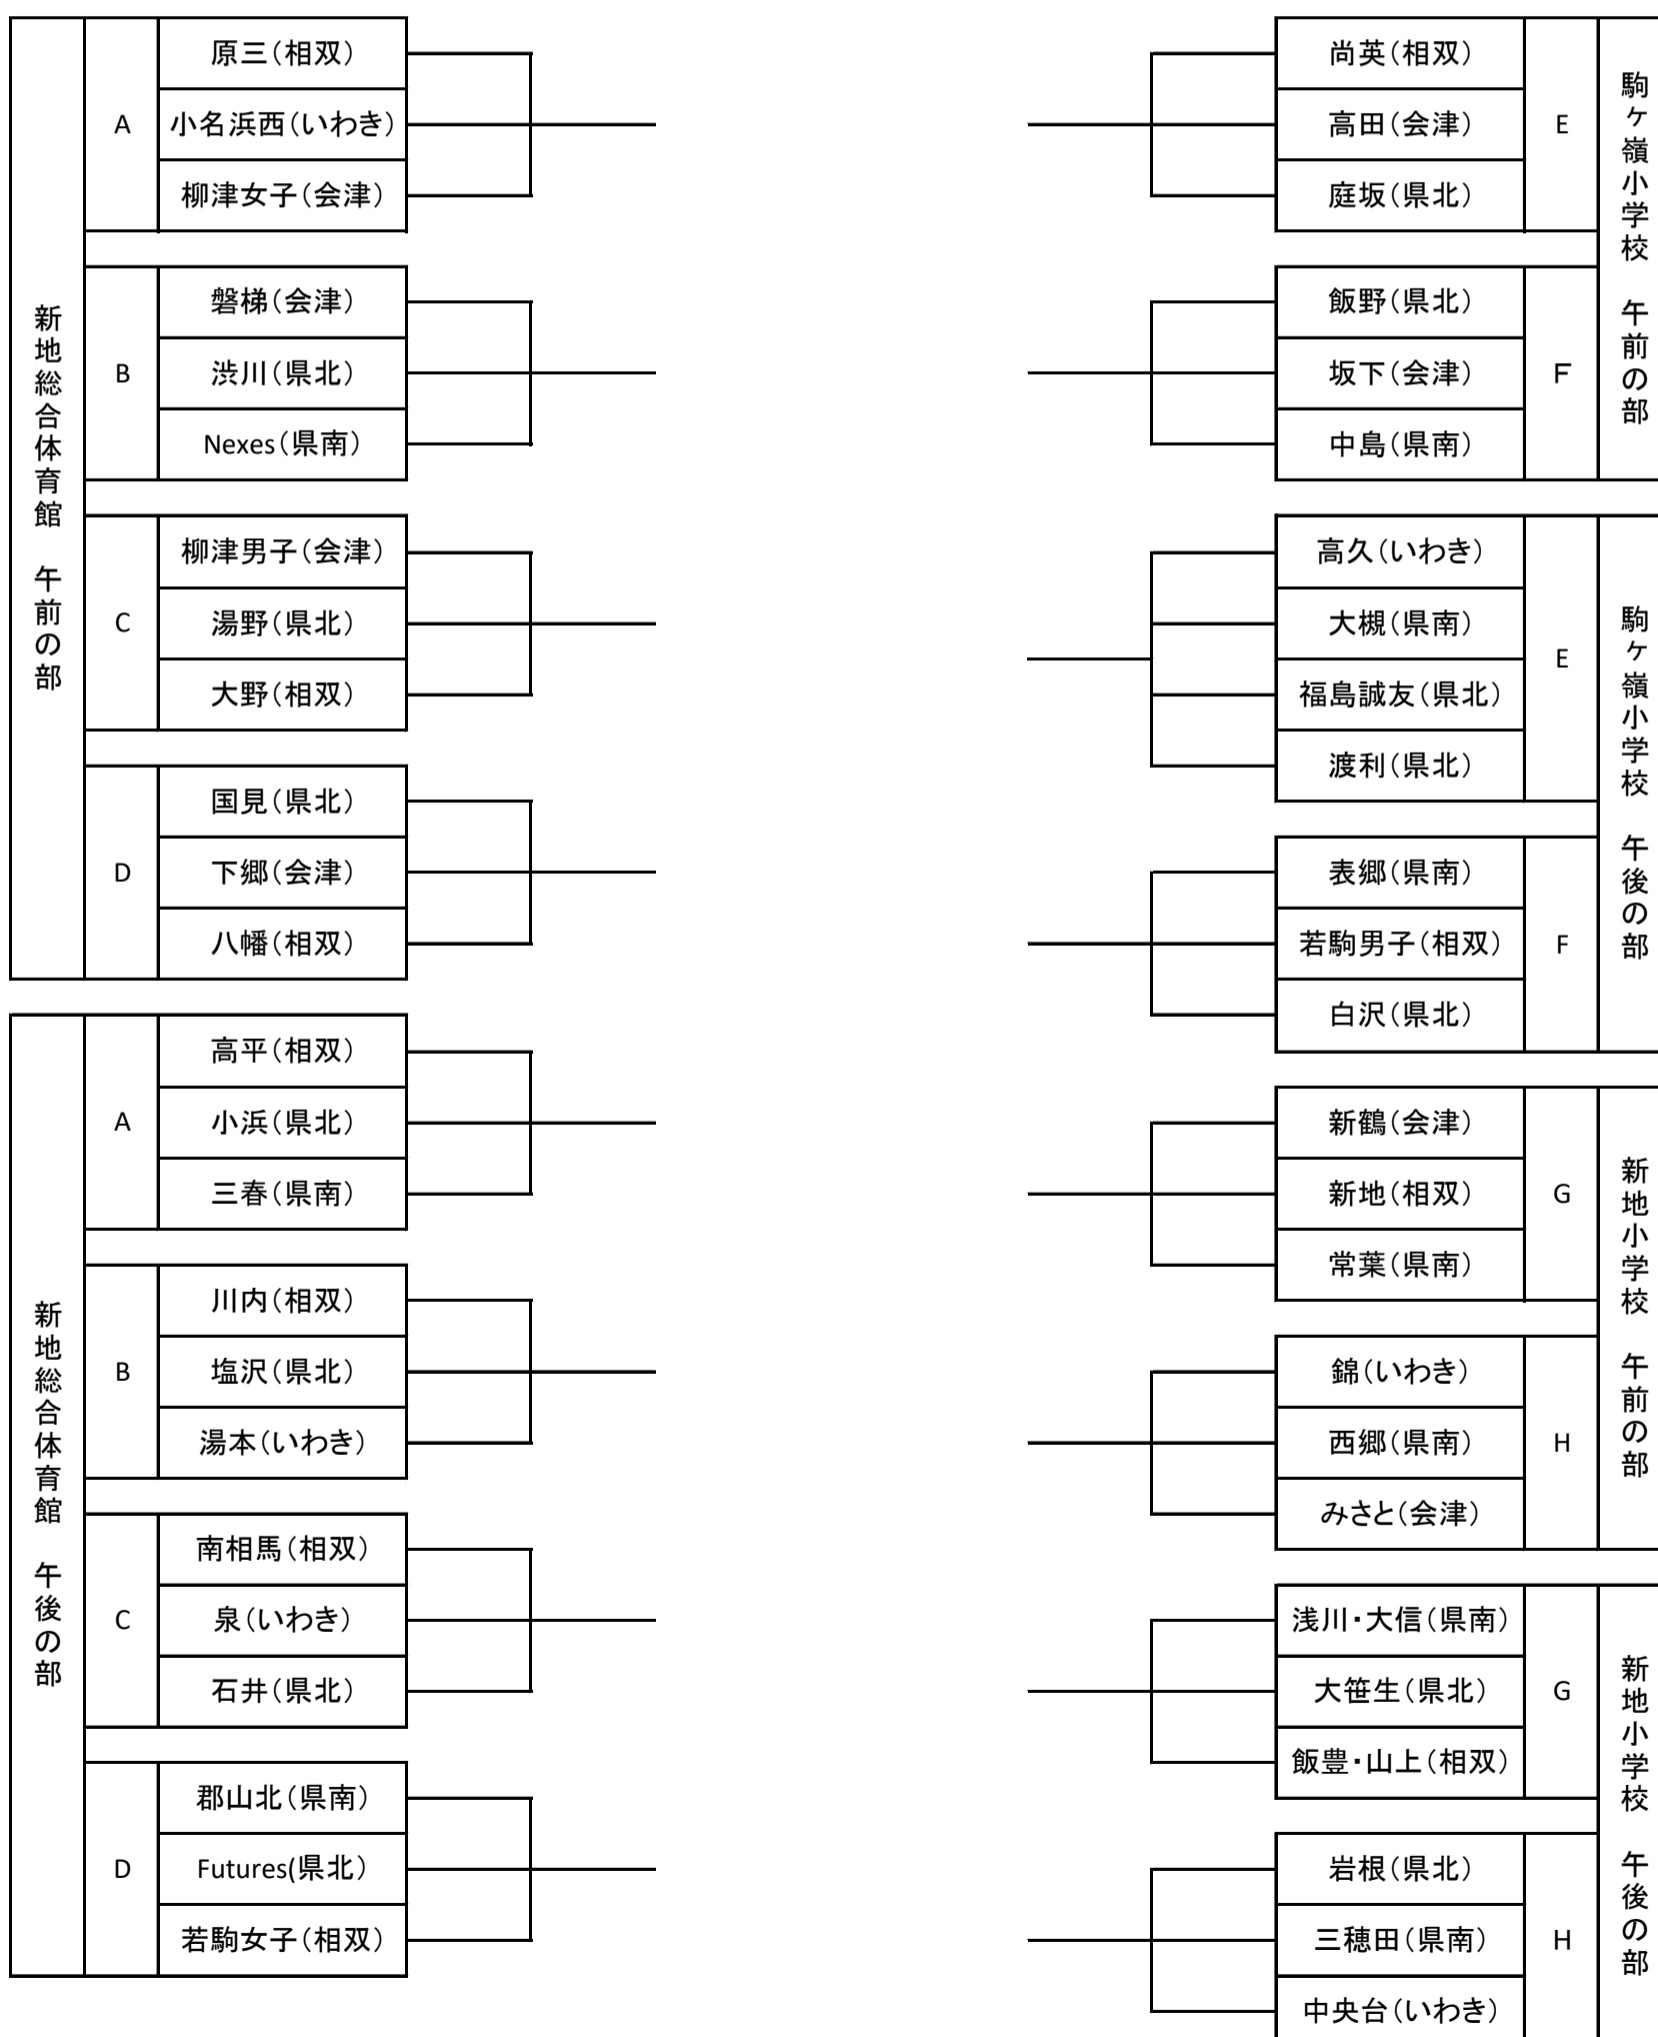 新地総合体育館　午前の部
A
原三(相双)
小名浜西(いわき)
柳津女子(会津)
B
磐梯(会津)
渋川(県北)
Nexes(県南)
C
柳津男子(会津)
湯野(県北)
大野(相双)
D
国見(県北)
下郷(会津)
八幡(相双)
新地総合体育館　午後の部
A
高平(相双)
小浜(県北)
三春(県南)
B
川内(相双)
塩沢(県北)
湯本(いわき)
C
南相馬(相双)
泉(いわき)
石井(県北)
D
郡山北(県南)
Futures(県北)
若駒女子(相双)
駒ヶ嶺小学校　午前の部
E
尚英(相双)
高田(会津)
庭坂(県北)
F
飯野(県北)
坂下(会津)
中島(県南)
駒ヶ嶺小学校　午後の部
E
高久(いわき)
大槻(県南)
福島誠友(県北)
渡利(県北)
F
表郷(県南)
若駒男子(相双)
白沢(県北)
新地小学校　午前の部
G
新鶴(会津)
新地(相双)
常葉(県南)
H
錦(いわき)
西郷(県南)
みさと(会津)
新地小学校　午後の部
G
浅川・大信(県南)
大笹生(県北)
飯豊・山上(相双)
H
岩根(県北)
三穂田(県南)
中央台(いわき)